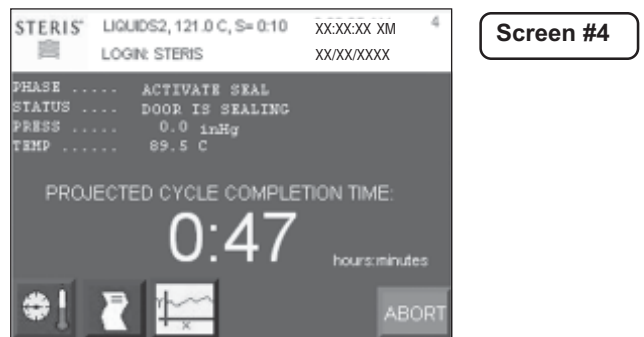 STERIS® LIQUIDS2, 121.0 C, S= 0:10 XX:XX:XX XM 4
LOGIN: STERIS XX/XX/XXXX
Screen #4
PHASE ..... ACTIVATE SEAL
STATUS .... DOOR IS SEALING
PRESS ..... 0.0 inHg
TEMP ...... 89.5 C
PROJECTED CYCLE COMPLETION TIME:
0:47 hours:minutes
Y
X
ABORT